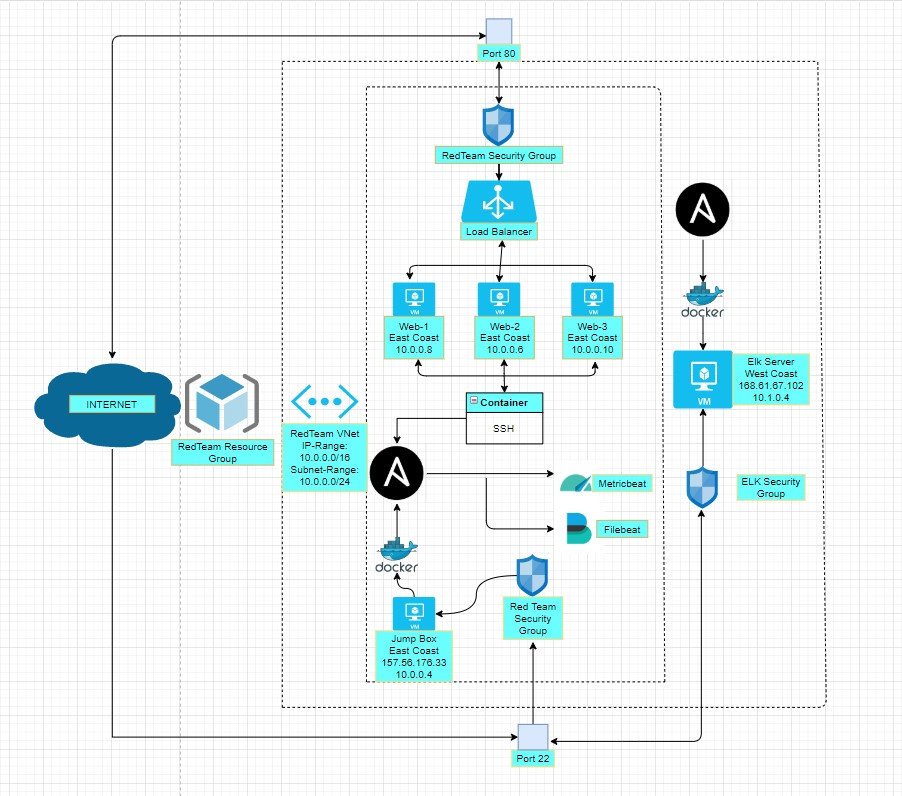 Port 80
RedTeam Security Group
Load Balancer
VM
VM
VM
Web-1
East Coast
10.0.0.8
Web-2
East Coast
10.0.0.6
Web-3
East Coast
10.0.0.10
docker
VM
Elk Server
West Coast
168.61.67.102
10.1.0.4
INTERNET
RedTeam Resource
Group
RedTeam VNet
IP-Range:
10.0.0.0/16
Subnet-Range:
10.0.0.0/24
Container
SSH
Metricbeat
Filebeat
ELK Security
Group
docker
VM
Jump Box
East Coast
157.56.176.33
10.0.0.4
Red Team
Security
Group
Port 22